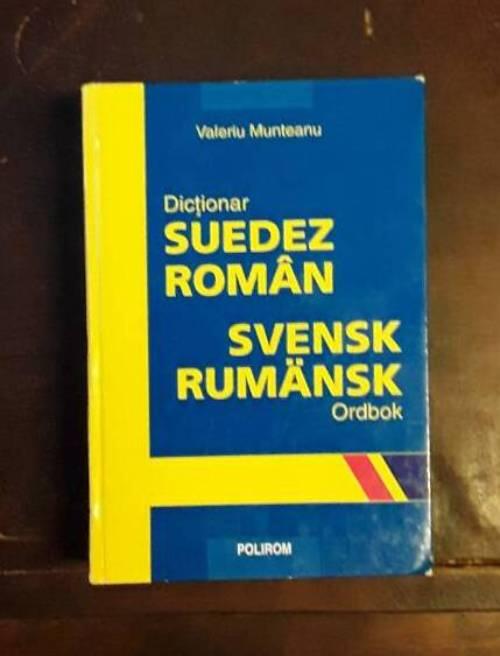 Valeriu Munteanu
Dicționar
SUEDEZ
ROMÂN
SVENSK
RUMÄNSK
Ordbok
POLIROM